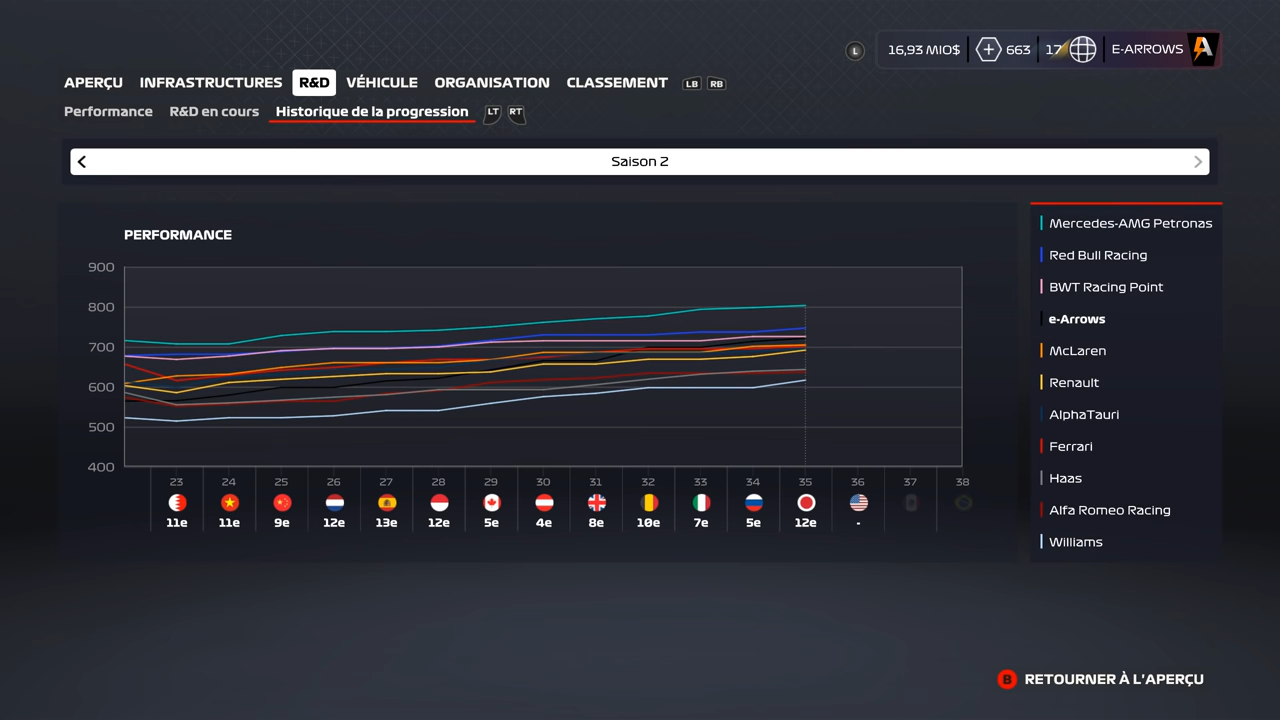 L 16,93 MIO$ 663 17 E-ARROWS
APERÇU INFRASTRUCTURES R&D VÉHICULE ORGANISATION CLASSEMENT LB RB
Performance R&D en cours Historique de la progression LT RT
Saison 2
PERFORMANCE
900
800
700
600
500
400
23 24 25 26 27 28 29 30 31 32 33 34 35 36 37 38
11e 11e 9e 12e 13e 12e 5e 4e 8e 10e 7e 5e 12e -
Mercedes-AMG Petronas
Red Bull Racing
BWT Racing Point
e-Arrows
McLaren
Renault
AlphaTauri
Ferrari
Haas
Alfa Romeo Racing
Williams
B RETOURNER À L'APERÇU